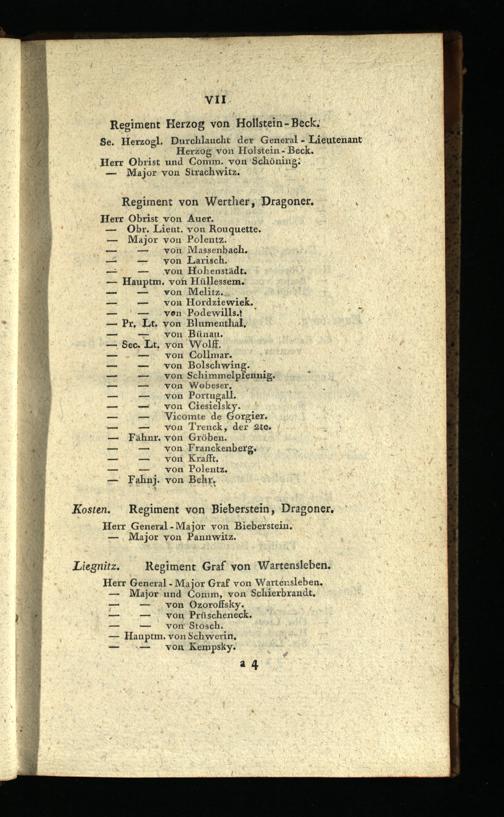 VII
Regiment Herzog von Hollstein-Beck.
Se. Herzogl. Durchlaucht der General-Lieutenant
Herzog von Holstein-Beck.
Herr Obrist und Comm. von Schöning.
— Major von Strachwitz.
Regiment von Werther, Dragoner.
Herr Obrist von Auer.
— Obr. Lient. von Rouquette.
— Major von Polentz.
— — von Massenbach.
— — von Larisch.
— — von Hohenstädt.
— Hauptm. von Hüllessem.
— — von Melitz.
— — von Hordziewiek.
— — von Podewills.
— Pr. Lt. von Blumenthal.
— — von Bünau.
— Sec. Lt. von Wolff.
— — von Collmar.
— — von Bolschwing.
— — von Schimmelpfennig.
— — von Wobeser.
— — von Portugall.
— — von Ciesielsky.
— — Vicomte de Gorgier.
— — von Trenck, der 2te.
— Fähnr. von Gröben.
— — von Franckenberg.
— — von Krafft.
— — von Polentz.
— Fahnj. von Behr.
Kosten. Regiment von Bieberstein, Dragoner.
Herr General-Major von Bieberstein.
— Major von Pannwitz.
Liegnitz. Regiment Graf von Wartensleben.
Herr General-Major Graf von Wartensleben.
— Major und Comm, von Schierbrandt.
— — von Ozoroffsky.
— — von Prüscheneck.
— — von Stosch.
— Hauptm. von Schwerin.
— — von Kempsky.
a 4